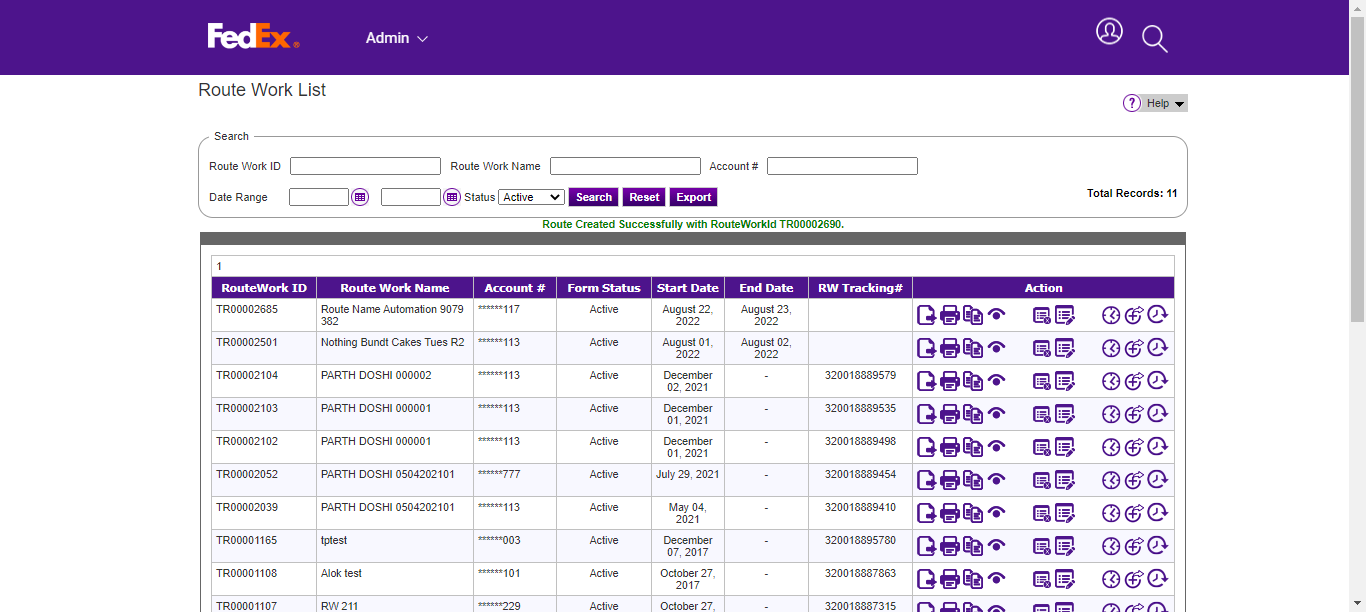 FedEx®
Admin
Route Work List
? Help
Search
Route Work ID Route Work Name Account #
Date Range Status Active Search Reset Export
Total Records: 11
Route Created Successfully with RouteWorkId TR00002690.
1
RouteWork ID Route Work Name Account # Form Status Start Date End Date RW Tracking# Action
TR00002685 Route Name Automation 9079 ******117 Active August 22, August 23,
382 2022 2022
TR00002501 Nothing Bundt Cakes Tues R2 ******113 Active August 01, August 02,
2022 2022
TR00002104 PARTH DOSHI 000002 ******113 Active December - 320018889579
02, 2021
TR00002103 PARTH DOSHI 000001 ******113 Active December - 320018889535
01, 2021
TR00002102 PARTH DOSHI 000001 ******113 Active December - 320018889498
01, 2021
TR00002052 PARTH DOSHI 0504202101 ******777 Active July 29, 2021 - 320018889454
TR00002039 PARTH DOSHI 0504202101 ******113 Active May 04, - 320018889410
2021
TR00001165 tptest ******003 Active December - 320018895780
07, 2017
TR00001108 Alok test ******101 Active October 27, - 320018887863
2017
TR00001107 RW 211 ******229 Active October 27, - 320018887315